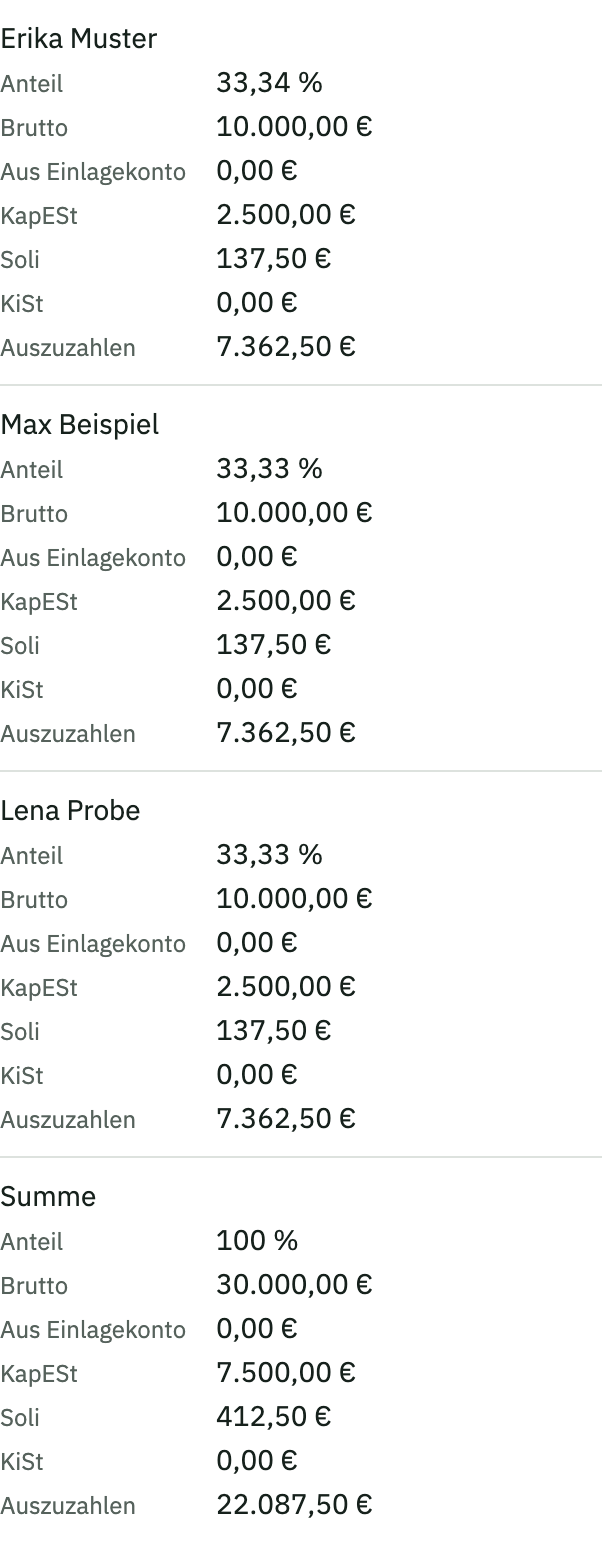 Erika Muster
Anteil 33,34 %
Brutto 10.000,00 €
Aus Einlagekonto 0,00 €
KapESt 2.500,00 €
Soli 137,50 €
KiSt 0,00 €
Auszuzahlen 7.362,50 €
Max Beispiel
Anteil 33,33 %
Brutto 10.000,00 €
Aus Einlagekonto 0,00 €
KapESt 2.500,00 €
Soli 137,50 €
KiSt 0,00 €
Auszuzahlen 7.362,50 €
Lena Probe
Anteil 33,33 %
Brutto 10.000,00 €
Aus Einlagekonto 0,00 €
KapESt 2.500,00 €
Soli 137,50 €
KiSt 0,00 €
Auszuzahlen 7.362,50 €
Summe
Anteil 100 %
Brutto 30.000,00 €
Aus Einlagekonto 0,00 €
KapESt 7.500,00 €
Soli 412,50 €
KiSt 0,00 €
Auszuzahlen 22.087,50 €